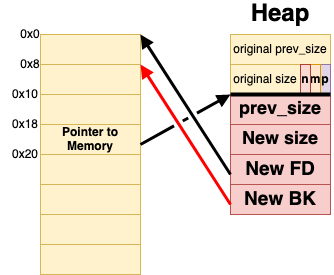 Heap
0x0
0x8
0x10
0x18
0x20
Pointer to
Memory
original prev_size
original size n m p
prev_size
New size
New FD
New BK